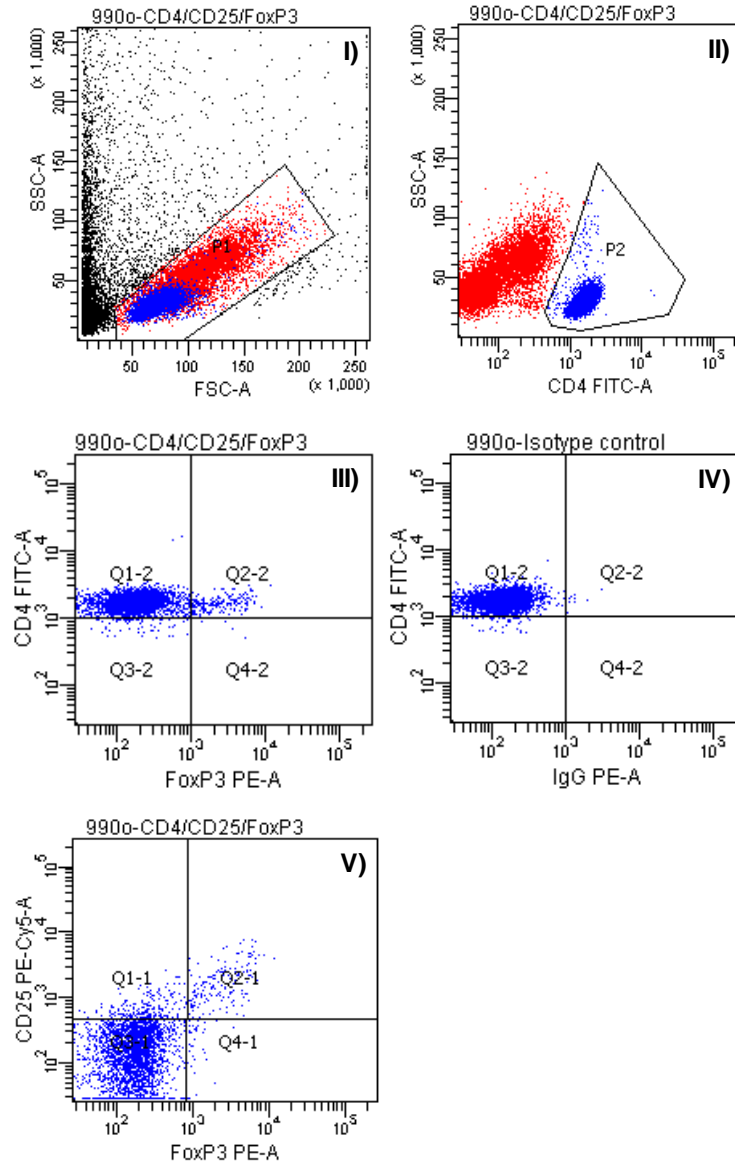 990o-CD4/CD25/FoxP3
I)
(x 1,000)
250
200
150
100
50
SSC-A
P1
50 100 150 200 250
FSC-A
(x 1,000)
990o-CD4/CD25/FoxP3
II)
(x 1,000)
250
200
150
100
50
SSC-A
P2
10² 10³ 10⁴ 10⁵
CD4 FITC-A
990o-CD4/CD25/FoxP3
III)
10⁵
10⁴
10³
10²
CD4 FITC-A
Q1-2 Q2-2
Q3-2 Q4-2
10² 10³ 10⁴ 10⁵
FoxP3 PE-A
990o-Isotype control
IV)
10⁵
10⁴
10³
10²
CD4 FITC-A
Q1-2 Q2-2
Q3-2 Q4-2
10² 10³ 10⁴ 10⁵
IgG PE-A
990o-CD4/CD25/FoxP3
V)
10⁵
10⁴
10³
10²
CD25 PE-Cy5-A
Q1-1 Q2-1
Q3-1 Q4-1
10² 10³ 10⁴ 10⁵
FoxP3 PE-A